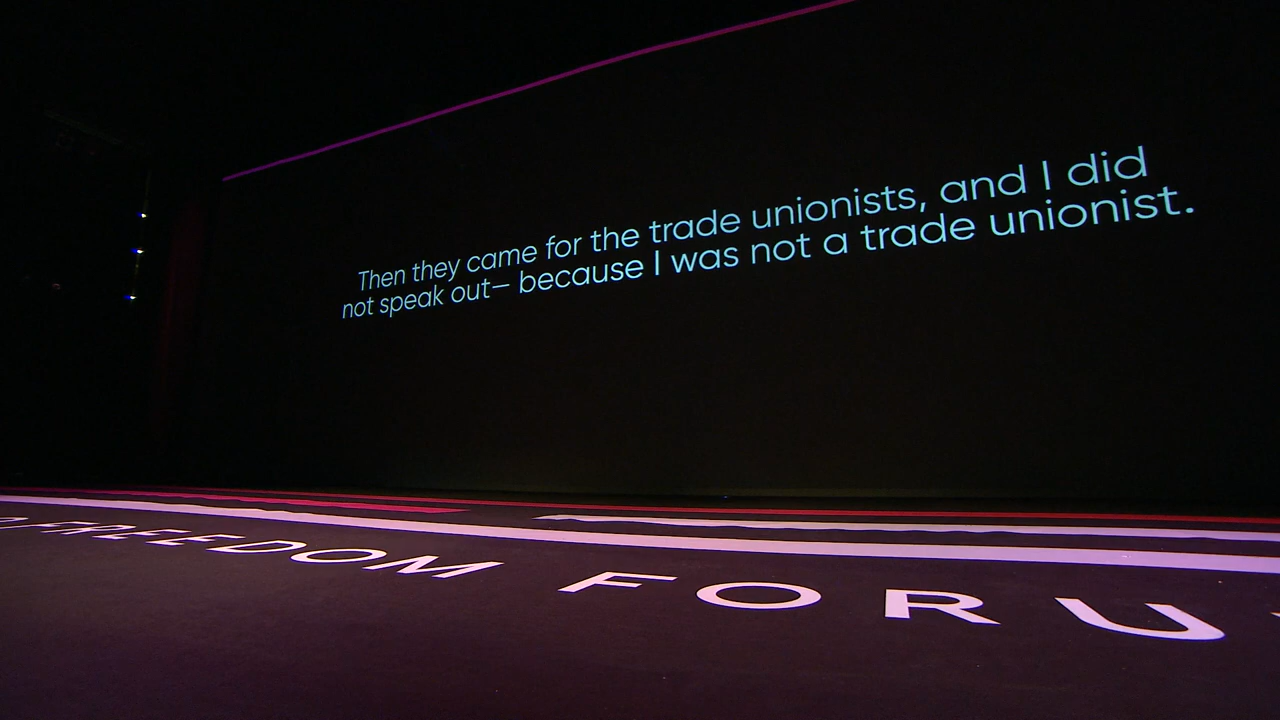 Then they came for the trade unionists, and I did
not speak out— because I was not a trade unionist.
FREEDOM FORU